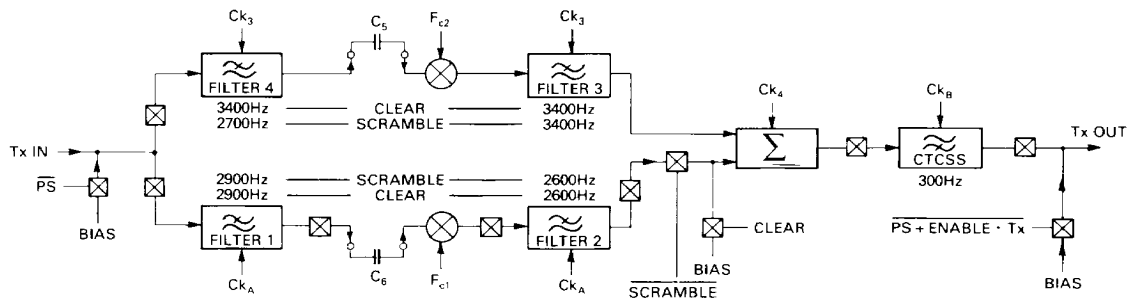 Ck3
C5
Fc2
Ck3
FILTER 4
FILTER 3
3400Hz CLEAR 3400Hz
2700Hz SCRAMBLE 3400Hz
Ck4
CkB
Tx IN
Σ
CTCSS
Tx OUT
300Hz
PS
BIAS
2900Hz SCRAMBLE 2600Hz
2900Hz CLEAR 2600Hz
FILTER 1
FILTER 2
CLEAR
PS + ENABLE · Tx
C6
BIAS
BIAS
CkA
Fc1
CkA
SCRAMBLE